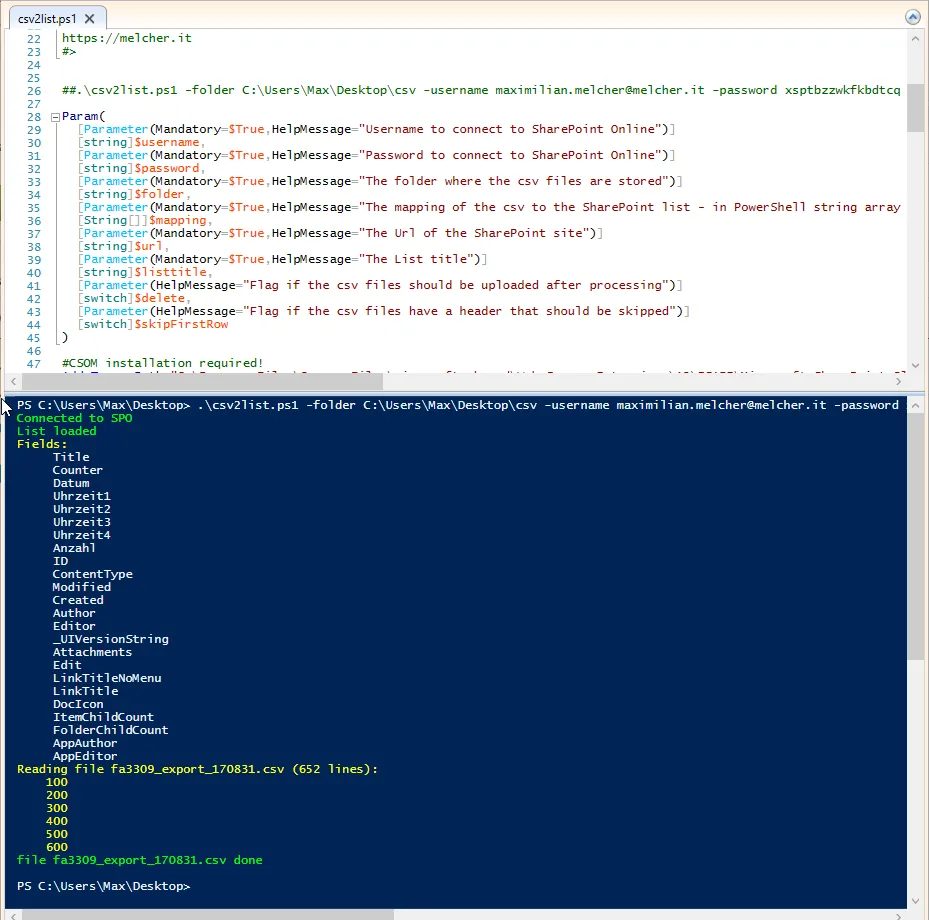 csv2list.ps1
22 https://melcher.it
23 #>
24
25
26 ##.\csv2list.ps1 -folder C:\Users\Max\Desktop\csv -username maximilian.melcher@melcher.it -password xsptbzzwkfkbdtcq
27
28 Param(
29 [Parameter(Mandatory=$True,HelpMessage="Username to connect to SharePoint Online")]
30 [string]$username,
31 [Parameter(Mandatory=$True,HelpMessage="Password to connect to SharePoint Online")]
32 [string]$password,
33 [Parameter(Mandatory=$True,HelpMessage="The folder where the csv files are stored")]
34 [string]$folder,
35 [Parameter(Mandatory=$True,HelpMessage="The mapping of the csv to the SharePoint list - in PowerShell string array
36 [String[]]$mapping,
37 [Parameter(Mandatory=$True,HelpMessage="The Url of the SharePoint site")]
38 [string]$url,
39 [Parameter(Mandatory=$True,HelpMessage="The List title")]
40 [string]$listtitle,
41 [Parameter(HelpMessage="Flag if the csv files should be uploaded after processing")]
42 [switch]$delete,
43 [Parameter(HelpMessage="Flag if the csv files have a header that should be skipped")]
44 [switch]$skipFirstRow
45 )
46
47 #CSOM installation required!
PS C:\Users\Max\Desktop> .\csv2list.ps1 -folder C:\Users\Max\Desktop\csv -username maximilian.melcher@melcher.it -password
Connected to SPO
List loaded
Fields:
Title
Counter
Datum
Uhrzeit1
Uhrzeit2
Uhrzeit3
Uhrzeit4
Anzahl
ID
ContentType
Modified
Created
Author
Editor
_UIVersionString
Attachments
Edit
LinkTitleNoMenu
LinkTitle
DocIcon
ItemChildCount
FolderChildCount
AppAuthor
AppEditor
Reading file fa3309_export_170831.csv (652 lines):
100
200
300
400
500
600
file fa3309_export_170831.csv done
PS C:\Users\Max\Desktop>